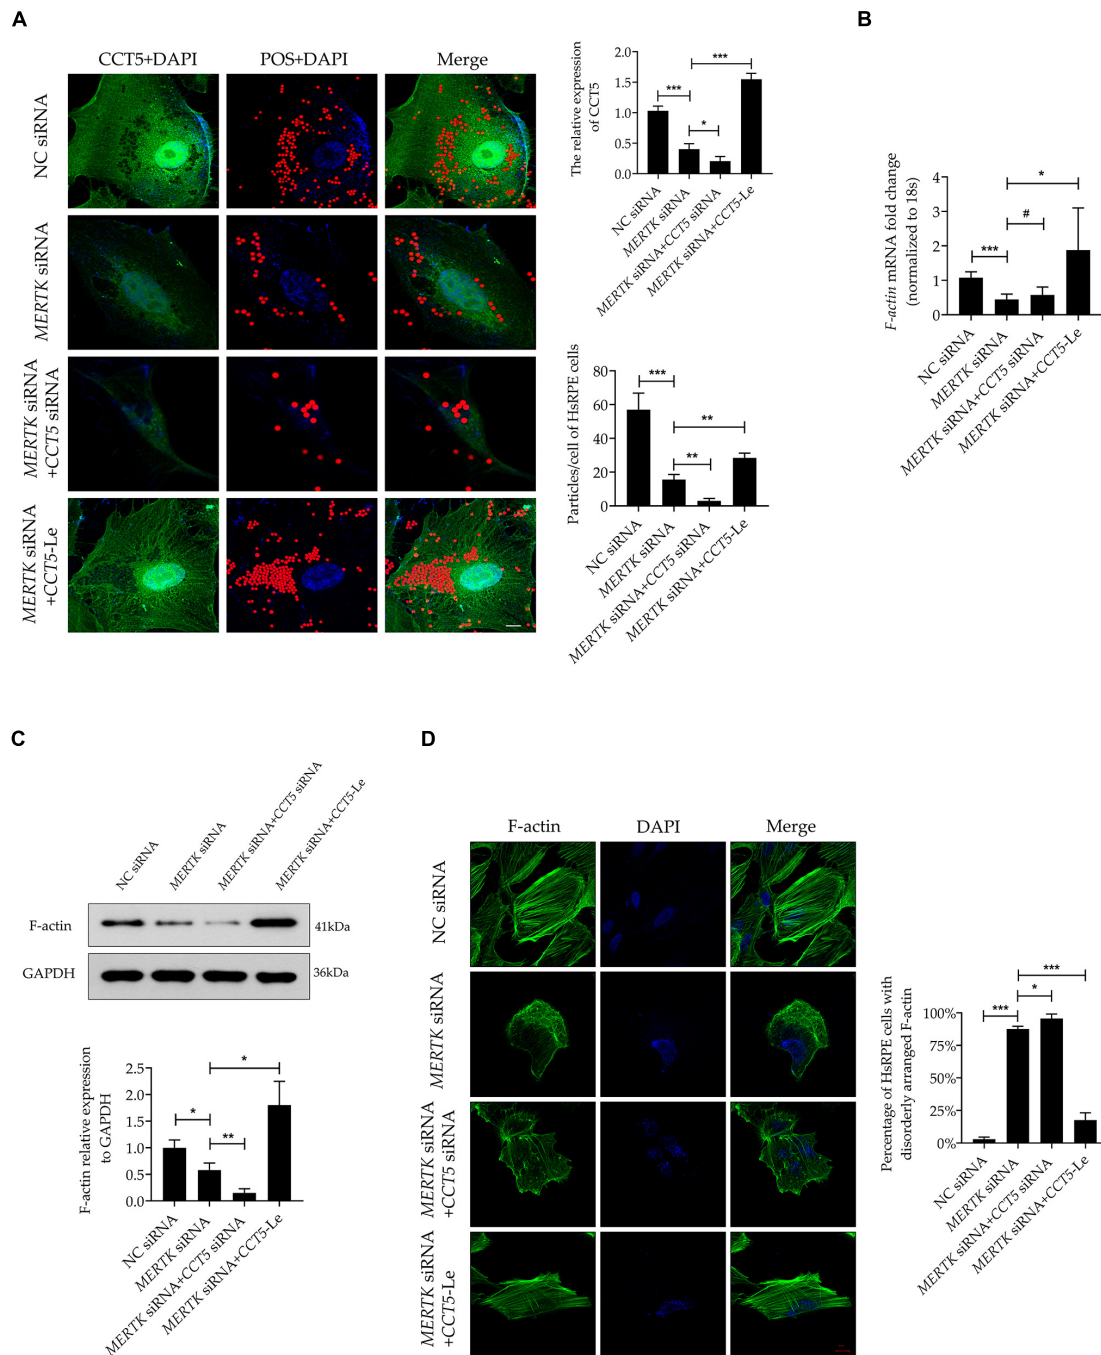 A
CCT5+DAPI
POS+DAPI
Merge
NC siRNA
MERTK siRNA
MERTK siRNA
+CCT5 siRNA
MERTK siRNA
+CCT5-Le
The relative expression
of CCT5
2.0
1.5
1.0
0.5
0.0
***
***
*
NC siRNA
MERTK siRNA
MERTK siRNA+CCT5 siRNA
MERTK siRNA+CCT5-Le
Particles/cell of HsRPE cells
80
60
40
20
0
***
**
**
NC siRNA
MERTK siRNA
MERTK siRNA+CCT5 siRNA
MERTK siRNA+CCT5-Le
B
F-actin mRNA fold change
(normalized to 18s)
4
3
2
1
0
***
#
*
NC siRNA
MERTK siRNA
MERTK siRNA+CCT5 siRNA
MERTK siRNA+CCT5-Le
C
NC siRNA
MERTK siRNA
MERTK siRNA+CCT5 siRNA
MERTK siRNA+CCT5-Le
F-actin
41kDa
GAPDH
36kDa
F-actin relative expression
to GAPDH
2.5
2.0
1.5
1.0
0.5
0.0
*
**
*
NC siRNA
MERTK siRNA
MERTK siRNA+CCT5 siRNA
MERTK siRNA+CCT5-Le
D
F-actin
DAPI
Merge
NC siRNA
MERTK siRNA
MERTK siRNA
+CCT5 siRNA
MERTK siRNA
+CCT5-Le
Percentage of HsRPE cells with
disorderly arranged F-actin
100%
75%
50%
25%
0%
***
*
***
NC siRNA
MERTK siRNA
MERTK siRNA+CCT5 siRNA
MERTK siRNA+CCT5-Le